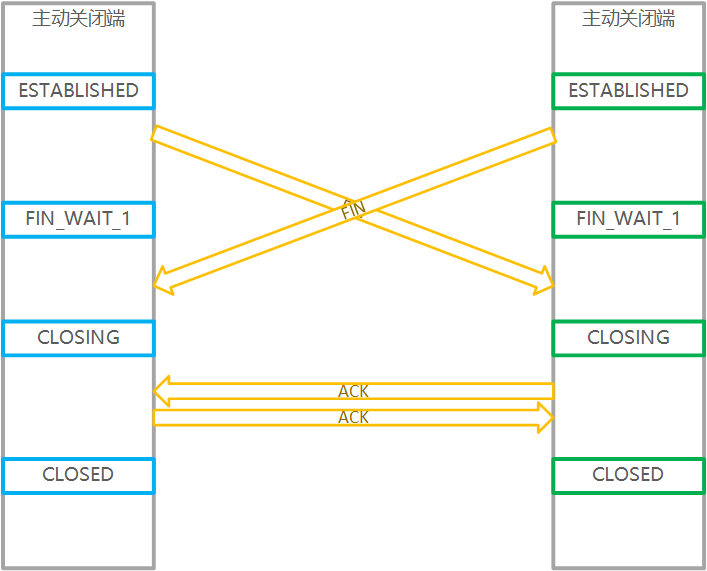 主动关闭端
主动关闭端
ESTABLISHED
ESTABLISHED
FIN
FIN_WAIT_1
FIN_WAIT_1
CLOSING
CLOSING
ACK
ACK
CLOSED
CLOSED